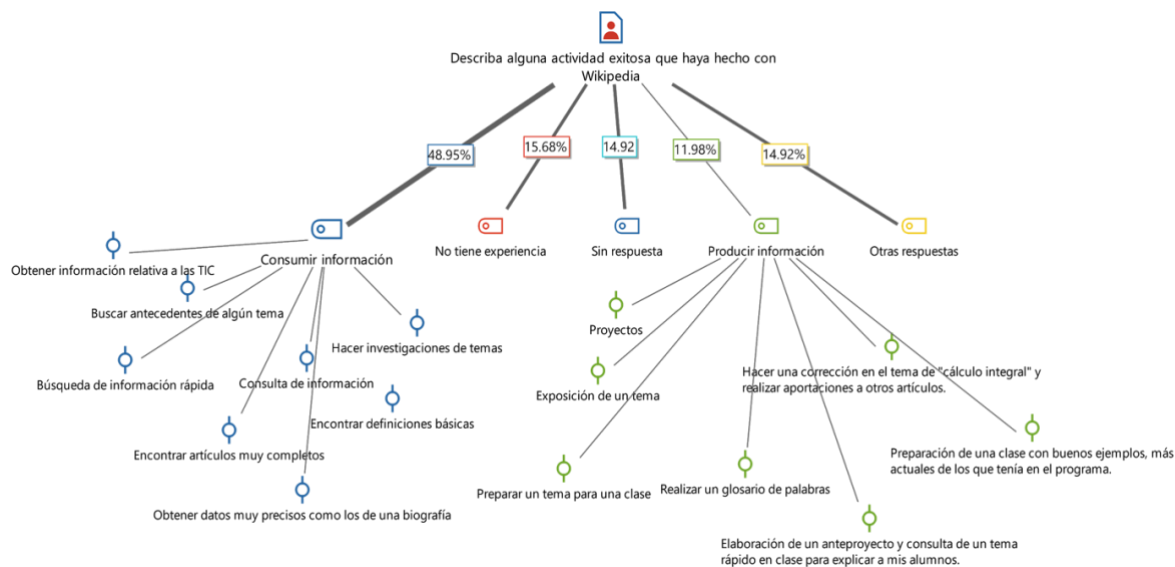 Describa alguna actividad exitosa que haya hecho con
Wikipedia
48.95%
15.68%
14.92
11.98%
14.92%
Consumir información
No tiene experiencia
Sin respuesta
Producir información
Otras respuestas
Obtener información relativa a las TIC
Buscar antecedentes de algún tema
Hacer investigaciones de temas
Búsqueda de información rápida
Consulta de información
Encontrar definiciones básicas
Encontrar artículos muy completos
Obtener datos muy precisos como los de una biografía
Proyectos
Exposición de un tema
Hacer una corrección en el tema de "cálculo integral" y
realizar aportaciones a otros artículos.
Preparación de una clase con buenos ejemplos, más
actuales de los que tenía en el programa.
Preparar un tema para una clase
Realizar un glosario de palabras
Elaboración de un anteproyecto y consulta de un tema
rápido en clase para explicar a mis alumnos.